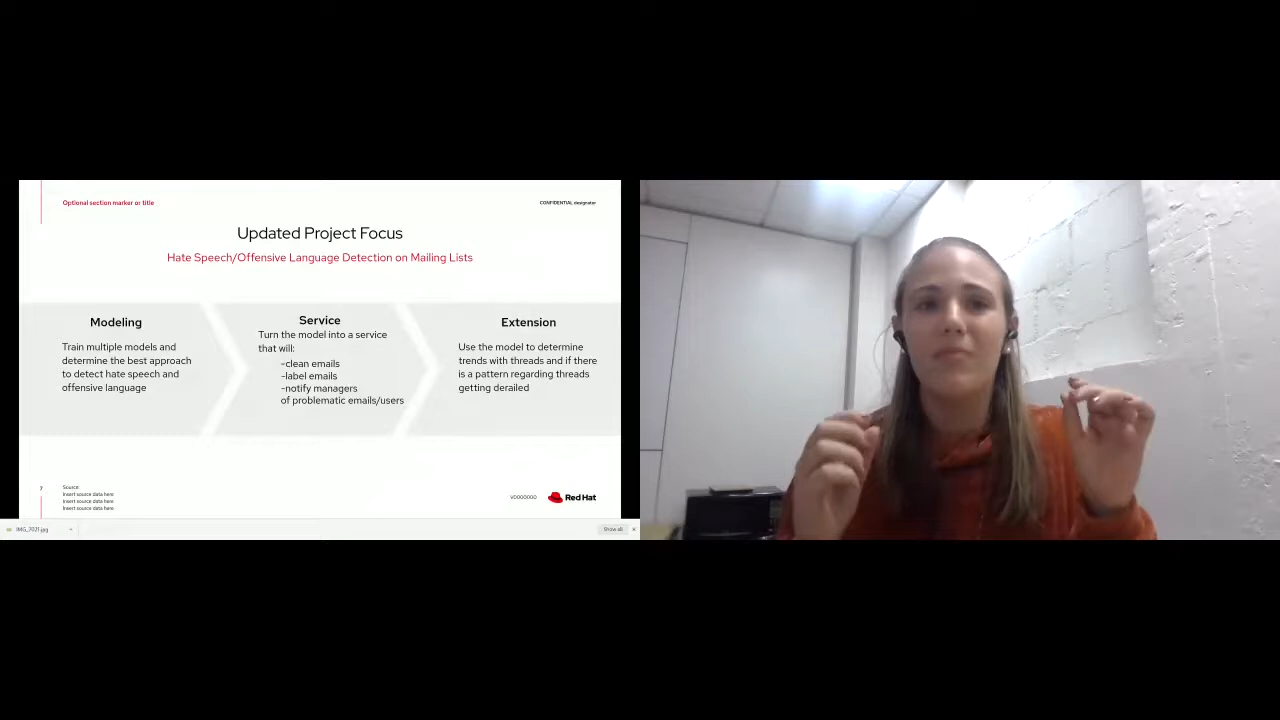 Optional section marker or title
CONFIDENTIAL designator
Updated Project Focus
Hate Speech/Offensive Language Detection on Mailing Lists
Modeling
Train multiple models and
determine the best approach
to detect hate speech and
offensive language
Service
Turn the model into a service
that will:
-clean emails
-label emails
-notify managers
of problematic emails/users
Extension
Use the model to determine
trends with threads and if there
is a pattern regarding threads
getting derailed
7
Source:
Insert source data here
Insert source data here
Insert source data here
V0000000
Red Hat
IMG_7021.jpg
Show all